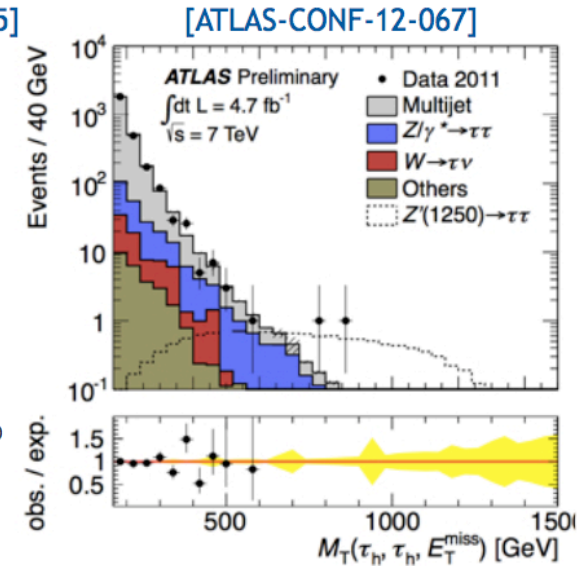 5]
[ATLAS-CONF-12-067]
10⁴
10³
10²
10
1
10⁻¹
Events / 40 GeV
ATLAS Preliminary
∫dt L = 4.7 fb⁻¹
√s = 7 TeV
Data 2011
Multijet
Z/γ*→ττ
W→τν
Others
Z'(1250)→ττ
obs. / exp.
1.5
1
0.5
500
1000
150
M_T(τ_h, τ_h, E_T^miss) [GeV]